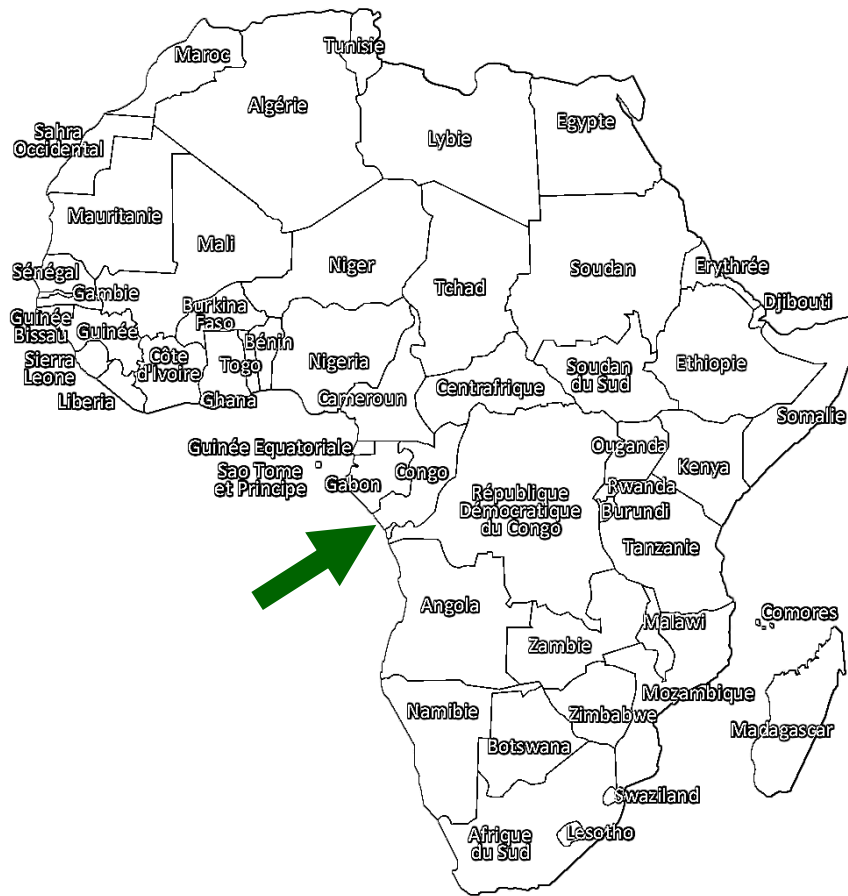 Maroc
Tunisie
Algérie
Lybie
Egypte
Sahra
Occidental
Mauritanie
Mali
Niger
Tchad
Soudan
Erythrée
Djibouti
Sénégal
Gambie
Guinée
Bissau
Guinée
Burkina
Faso
Bénin
Togo
Côte
d'Ivoire
Ghana
Sierra
Leone
Liberia
Nigeria
Cameroun
Centrafrique
Soudan
du Sud
Ethiopie
Somalie
Guinée Equatoriale
Sao Tome
et Principe
Gabon
Congo
République
Démocratique
du Congo
Ouganda
Kenya
Rwanda
Burundi
Tanzanie
Angola
Zambie
Malawi
Comores
Mozambique
Madagascar
Namibie
Zimbabwe
Botswana
Swaziland
Lesotho
Afrique
du Sud